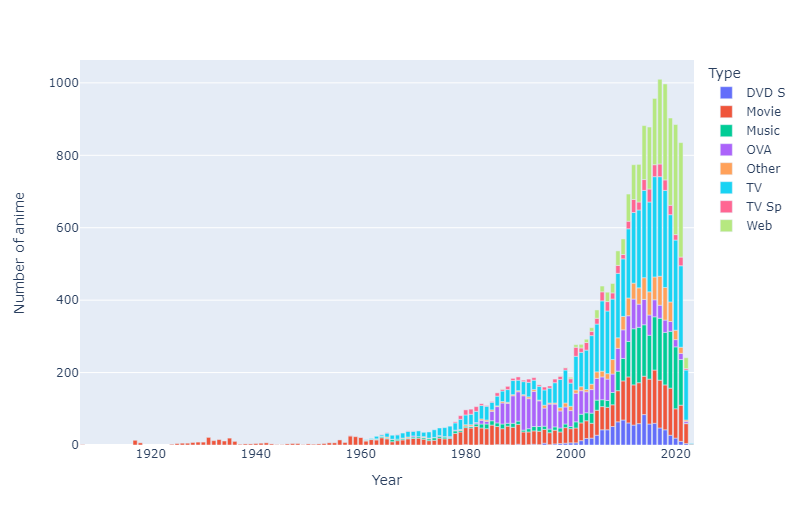 1000
800
600
400
200
0
Number of anime
1920
1940
1960
1980
2000
2020
Year
Type
DVD S
Movie
Music
OVA
Other
TV
TV Sp
Web